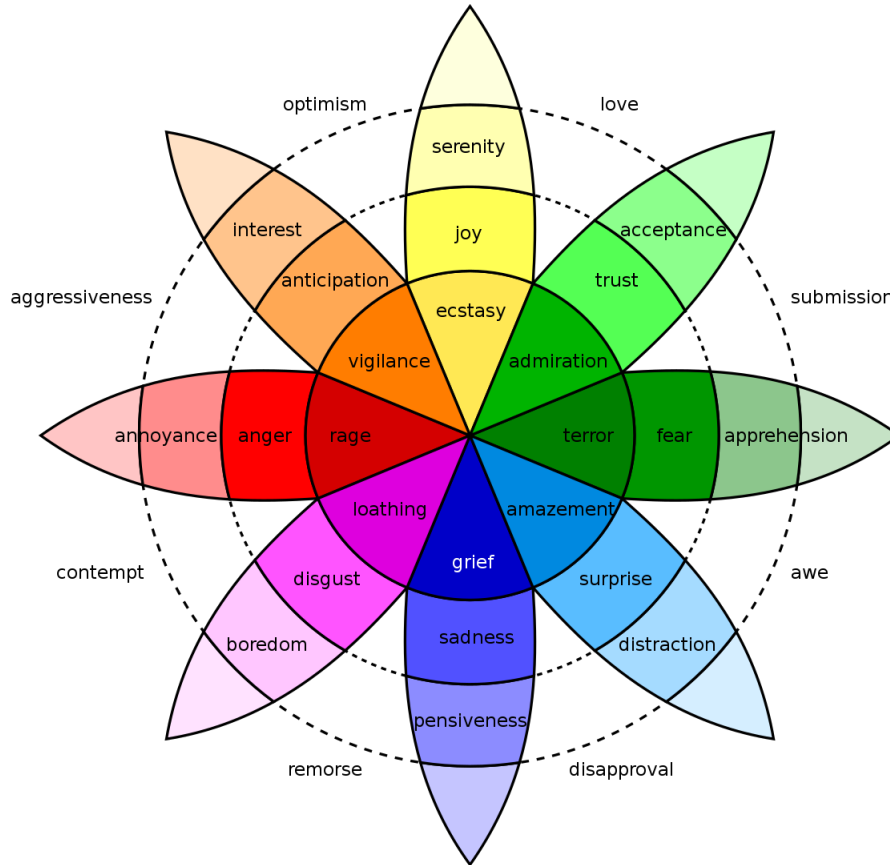 optimism
love
serenity
interest
acceptance
joy
anticipation
trust
aggressiveness
submission
ecstasy
vigilance
admiration
annoyance
anger
rage
terror
fear
apprehension
loathing
amazement
grief
contempt
disgust
surprise
awe
boredom
sadness
distraction
pensiveness
remorse
disapproval